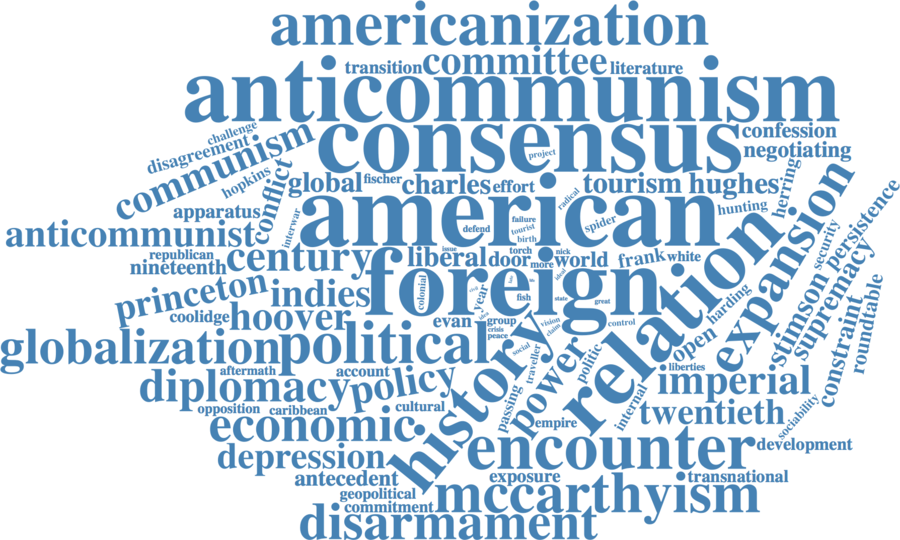 americanization
transition committee literature
anticommunism
consensus
confession
challenge
disagreement
communism
project
negotiating
hopkins
conflict
global fischer charles effort
tourism hughes
herring
radical
apparatus
interwar
american
hunting
expansion
persistence
anticommunist
defend
failure
tourist
birth
spider
security
republican
nineteenth
century
liberal
issue
door
torch
more
nick
world
frank white
supremacy
princeton
indies
foreign
colonial
year
fish
ideal
state
great
relation
harding
stimson
constraint
roundtable
coolidge
hoover
evan
idea
group
crisis
peace
vision
claim
control
open
globalization
political
history
social
traveller
power
politic
liberties
aftermath
account
diplomacy
policy
imperial
opposition
caribbean
cultural
passing
empire
internal
twentieth
sociability
economic
encounter
development
depression
antecedent
exposure
transnational
geopolitical
commitment
mccarthyism
disarmament